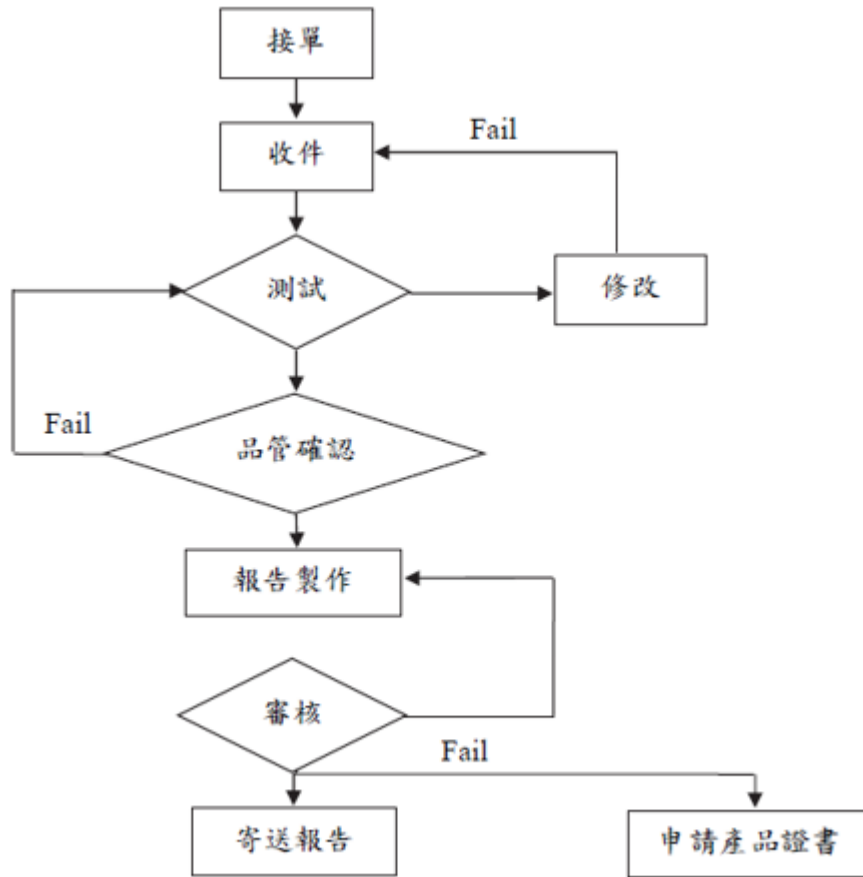 接單
Fail
收件
測試
修改
Fail
品管確認
報告製作
審核
Fail
寄送報告
申請產品證書